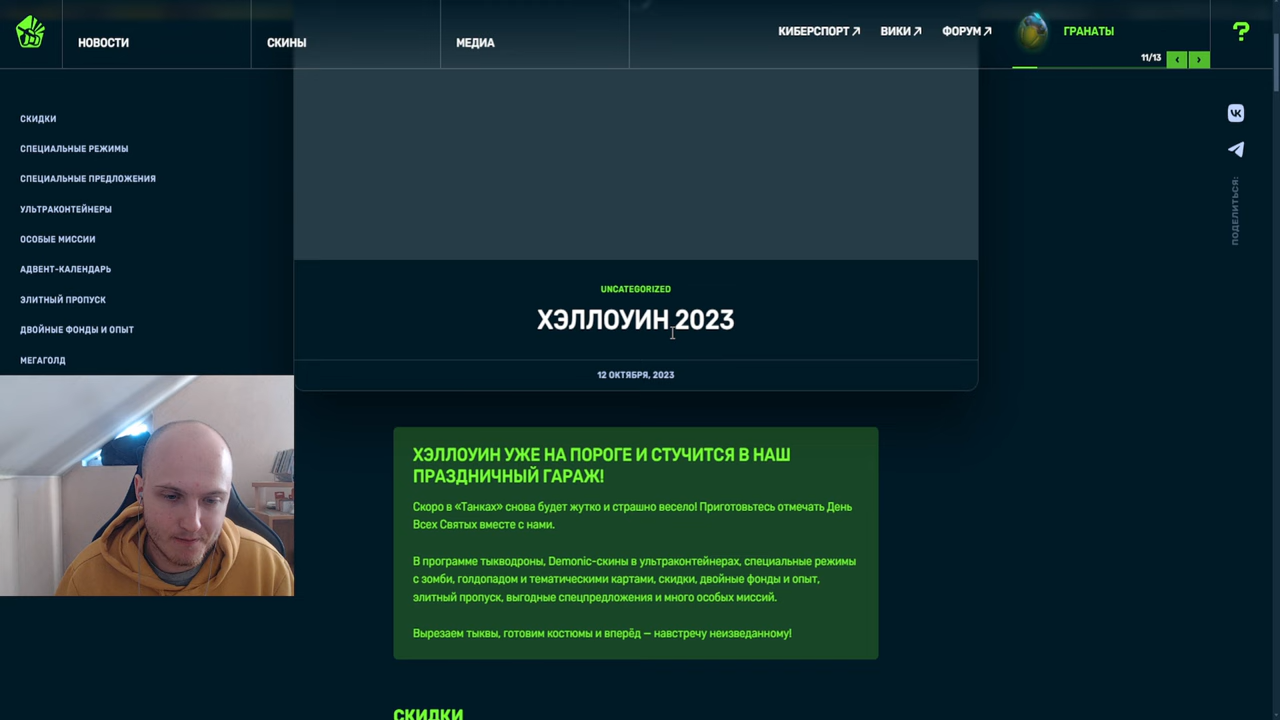 НОВОСТИ
СКИНЫ
МЕДИА
КИБЕРСПОРТ
ВИКИ
ФОРУМ
ГРАНАТЫ
11/13
?
СКИДКИ
СПЕЦИАЛЬНЫЕ РЕЖИМЫ
СПЕЦИАЛЬНЫЕ ПРЕДЛОЖЕНИЯ
УЛЬТРАКОНТЕЙНЕРЫ
ОСОБЫЕ МИССИИ
АДВЕНТ-КАЛЕНДАРЬ
ЭЛИТНЫЙ ПРОПУСК
ДВОЙНЫЕ ФОНДЫ И ОПЫТ
МЕГАГОЛД
ПОДЕЛИТЬСЯ:
UNCATEGORIZED
ХЭЛЛОУИН 2023
12 ОКТЯБРЯ, 2023
ХЭЛЛОУИН УЖЕ НА ПОРОГЕ И СТУЧИТСЯ В НАШ
ПРАЗДНИЧНЫЙ ГАРАЖ!
Скоро в «Танках» снова будет жутко и страшно весело! Приготовьтесь отмечать День
Всех Святых вместе с нами.
В программе тыкводроны, Demonic-скины в ультраконтейнерах, специальные режимы
с зомби, голдопадом и тематическими картами, скидки, двойные фонды и опыт,
элитный пропуск, выгодные спецпредложения и много особых миссий.
Вырезаем тыквы, готовим костюмы и вперёд — навстречу неизведанному!
СКИДКИ